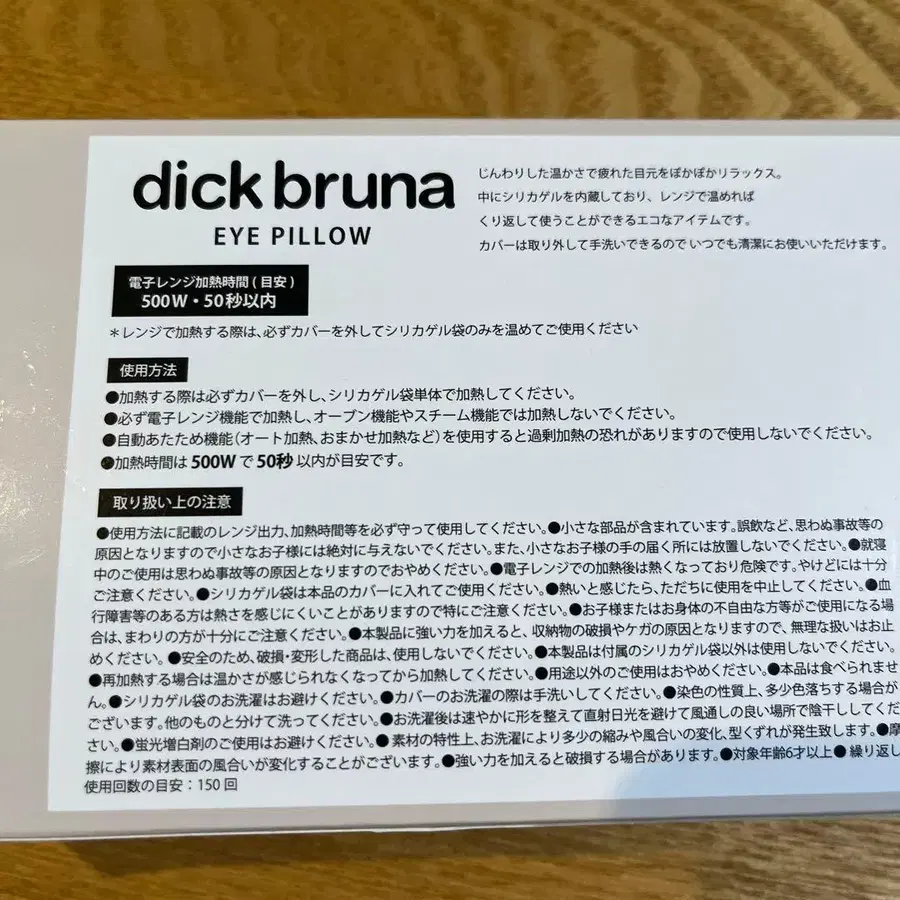 dick bruna
EYE PILLOW
じんわりした温かさで疲れた目元をぽかぽかリラックス。
中にシリカゲルを内蔵しており、レンジで温めれば
くり返して使うことができるエコなアイテムです。
カバーは取り外して手洗いできるので いつでも清潔にお使いいただけます。
電子レンジ加熱時間(目安)
500W・50秒以内
＊レンジで加熱する際は、必ずカバーを外してシリカゲル袋のみを温めてご使用ください
使用方法
●加熱する際は必ずカバーを外し、シリカゲル袋単体で加熱してください。
●必ず電子レンジ機能で加熱し、オーブン機能やスチーム機能では加熱しないでください。
●自動あたため機能(オート加熱、おまかせ加熱など)を使用すると過剰加熱の恐れがありますので使用しないでください。
●加熱時間は500Wで50秒以内が目安です。
取り扱い上の注意
●使用方法に記載のレンジ出力、加熱時間等を必ず守って使用してください。●小さな部品が含まれています。誤飲など、思わぬ事故等の
原因となりますので小さなお子様には絶対に与えないでください。また、小さなお子様の手の届く所には放置しないでください。●就寝
中のご使用は思わぬ事故等の原因となりますのでおやめください。●電子レンジでの加熱後は熱くなっており危険です。やけどには十分
ご注意ください。●シリカゲル袋は本品のカバーに入れてご使用ください。●熱いと感じたら、ただちに使用を中止してください。●血
行障害等のある方は熱さを感じにくいことがありますので特にご注意ください。●お子様またはお身体の不自由な方等がご使用になる場
合は、まわりの方が十分にご注意ください。●本製品に強い力を加えると、収納物の破損やケガの原因となりますので、無理な扱いはお止
めください。●安全のため、破損・変形した商品は、使用しないでください。●本製品は付属のシリカゲル袋以外は使用しないでください。
●再加熱する場合は温かさが感じられなくなってから加熱してください。●用途以外のご使用はおやめください。●本品は食べられませ
ん。●シリカゲル袋のお洗濯はお避けください。●カバーのお洗濯の際は手洗いしてください。●染色の性質上、多少色落ちする場合が
ございます。他のものと分けて洗ってください。●お洗濯後は速やかに形を整えて直射日光を避けて風通しの良い場所で陰干ししてくだ
さい。●蛍光増白剤のご使用はお避けください。●素材の特性上、お洗濯により多少の縮みや風合いの変化、型くずれが発生致します。●摩
擦により素材表面の風合いが変化することがございます。●強い力を加えると破損する場合があります。●対象年齢6才以上●繰り返し
使用回数の目安：150回